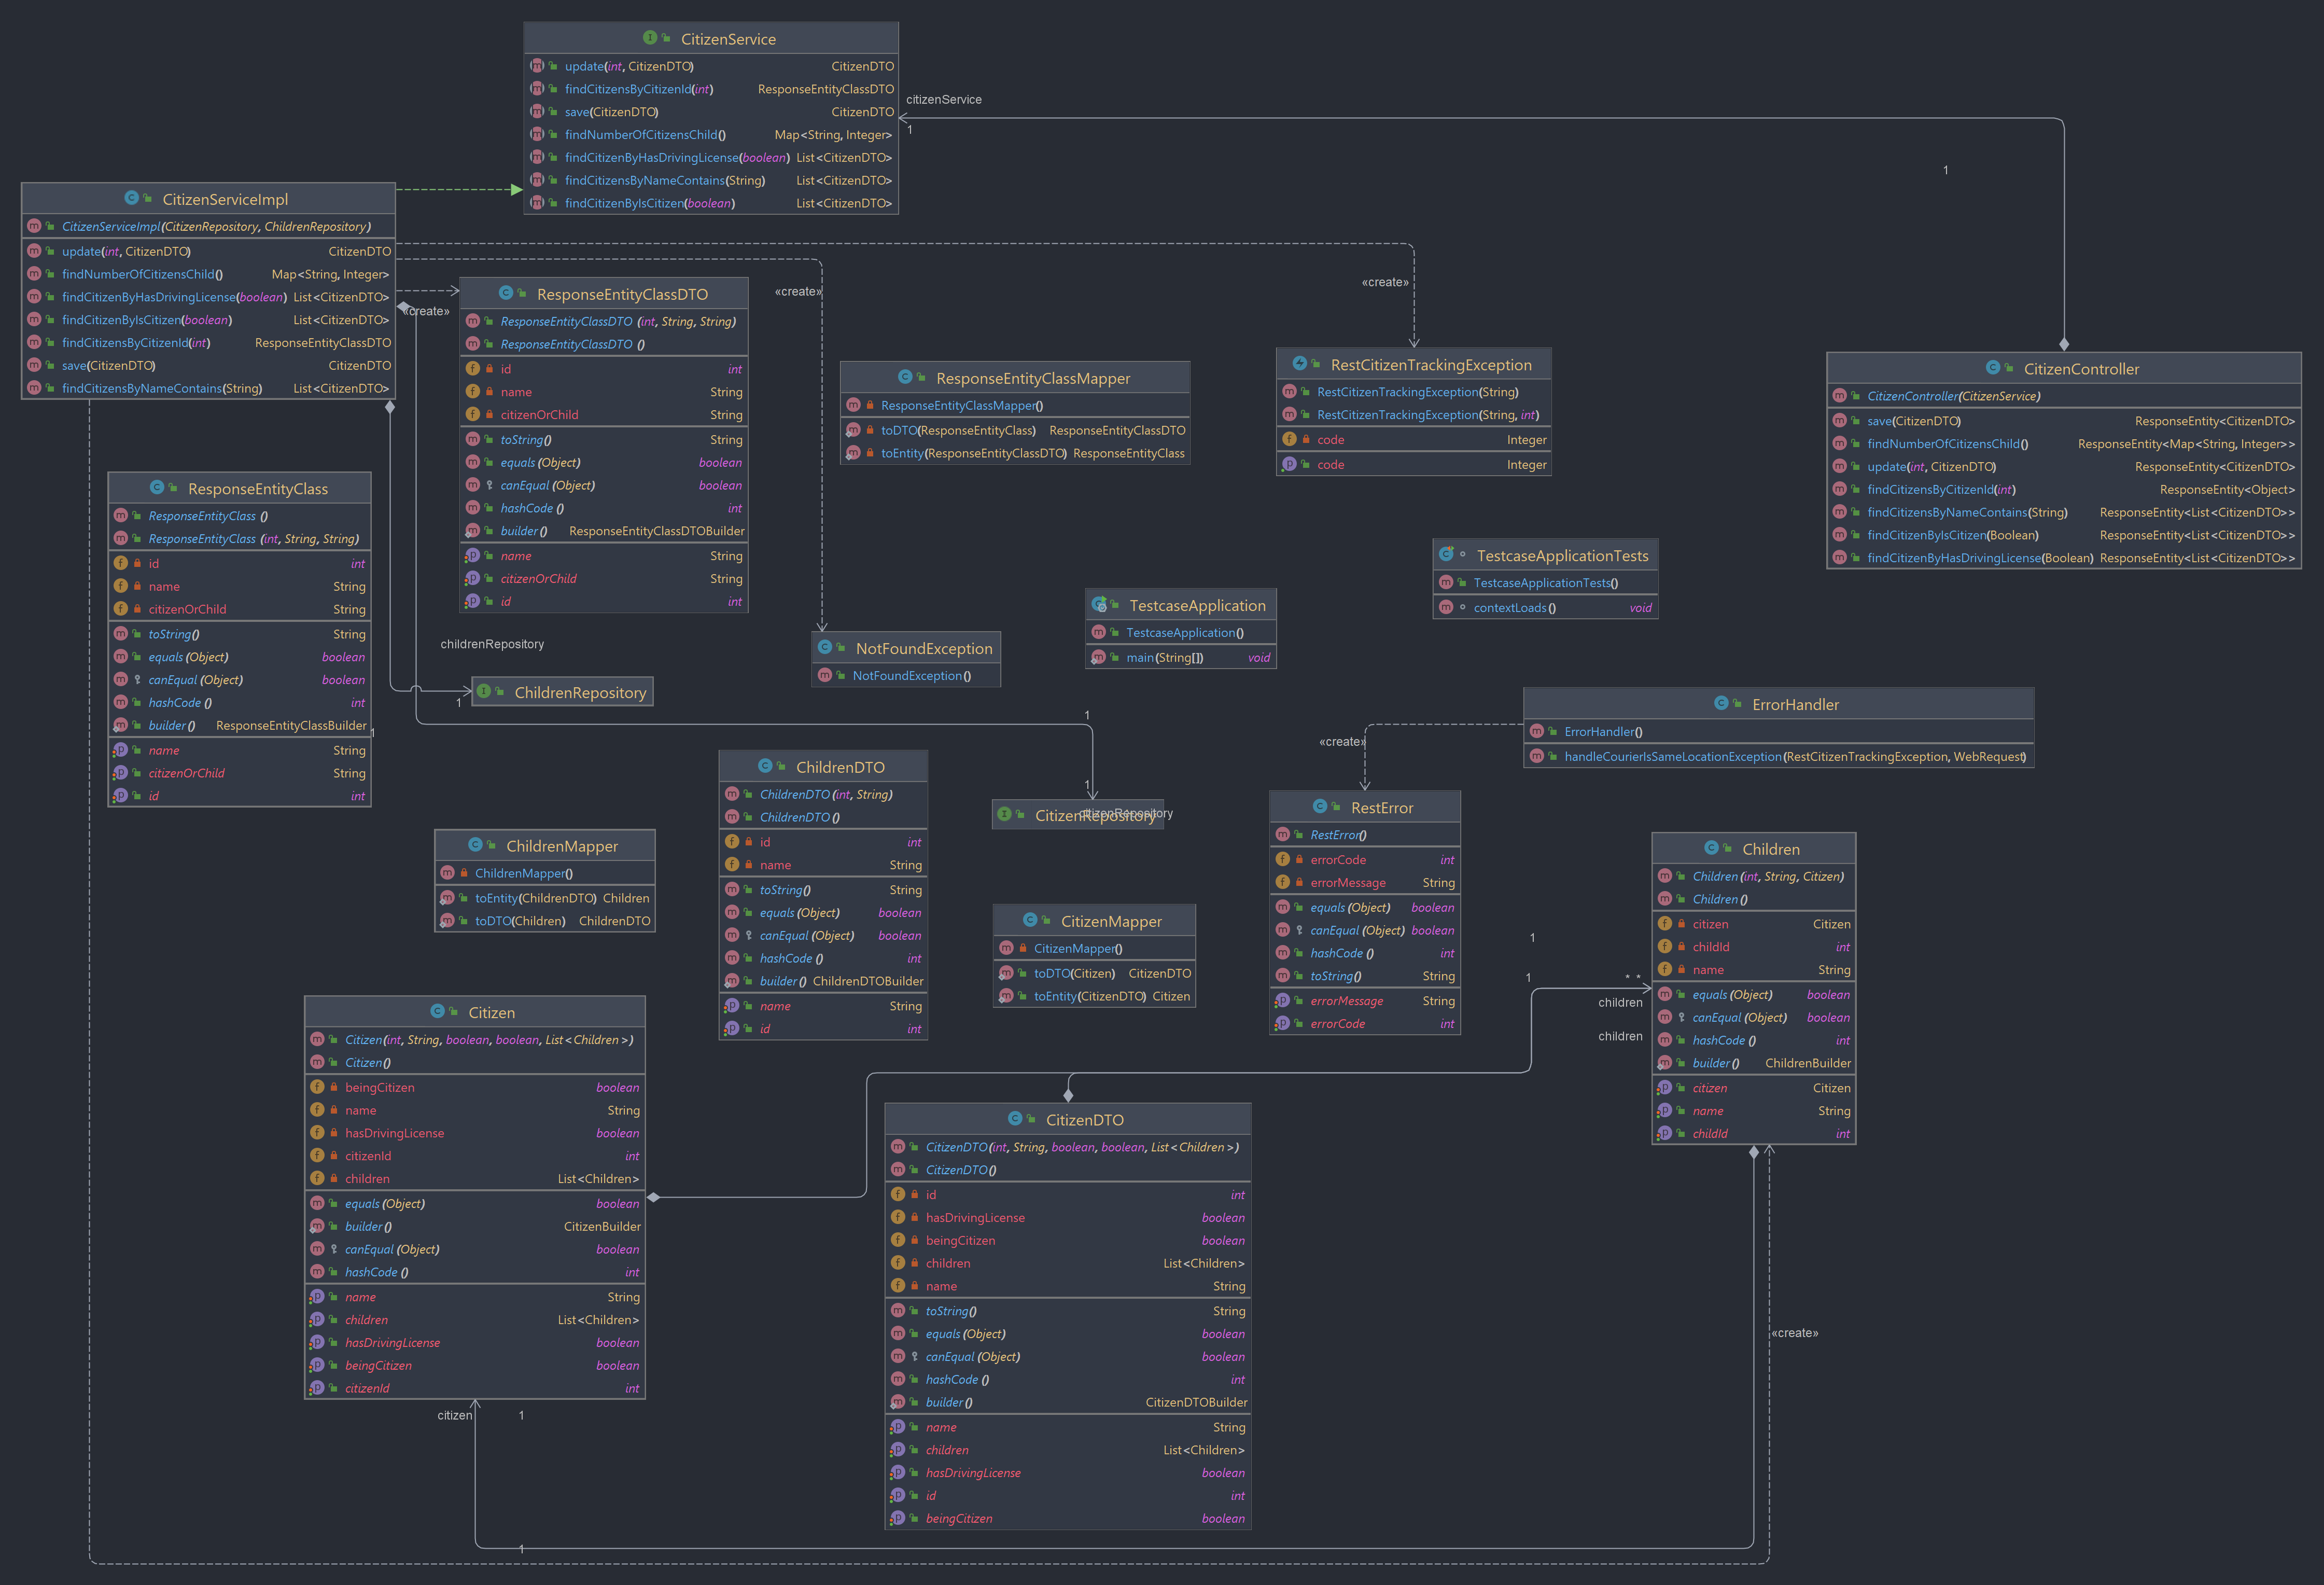 CitizenService
update(int, CitizenDTO) CitizenDTO
findCitizensByCitizenId(int) ResponseEntityClassDTO
save(CitizenDTO) CitizenDTO
findNumberOfCitizensChild() Map<String, Integer>
findCitizenByHasDrivingLicense(boolean) List<CitizenDTO>
findCitizensByNameContains(String) List<CitizenDTO>
findCitizenByIsCitizen(boolean) List<CitizenDTO>
citizenService
1
1
CitizenServiceImpl
CitizenServiceImpl(CitizenRepository, ChildrenRepository)
update(int, CitizenDTO) CitizenDTO
findNumberOfCitizensChild() Map<String, Integer>
findCitizenByHasDrivingLicense(boolean) List<CitizenDTO>
findCitizenByIsCitizen(boolean) List<CitizenDTO>
findCitizensByCitizenId(int) ResponseEntityClassDTO
save(CitizenDTO) CitizenDTO
findCitizensByNameContains(String) List<CitizenDTO>
«create»
«create»
«create»
ResponseEntityClassDTO
ResponseEntityClassDTO (int, String, String)
ResponseEntityClassDTO ()
id int
name String
citizenOrChild String
toString() String
equals (Object) boolean
canEqual (Object) boolean
hashCode () int
builder () ResponseEntityClassDTOBuilder
name String
citizenOrChild String
id int
ResponseEntityClassMapper
ResponseEntityClassMapper()
toDTO(ResponseEntityClass) ResponseEntityClassDTO
toEntity(ResponseEntityClassDTO) ResponseEntityClass
RestCitizenTrackingException
RestCitizenTrackingException(String)
RestCitizenTrackingException(String, int)
code Integer
code Integer
CitizenController
CitizenController(CitizenService)
save(CitizenDTO) ResponseEntity<CitizenDTO>
findNumberOfCitizensChild() ResponseEntity<Map<String, Integer>>
update(int, CitizenDTO) ResponseEntity<CitizenDTO>
findCitizensByCitizenId(int) ResponseEntity<Object>
findCitizensByNameContains(String) ResponseEntity<List<CitizenDTO>>
findCitizenByIsCitizen(Boolean) ResponseEntity<List<CitizenDTO>>
findCitizenByHasDrivingLicense(Boolean) ResponseEntity<List<CitizenDTO>>
ResponseEntityClass
ResponseEntityClass ()
ResponseEntityClass (int, String, String)
id int
name String
citizenOrChild String
toString() String
equals (Object) boolean
canEqual (Object) boolean
hashCode () int
builder () ResponseEntityClassBuilder
name String
citizenOrChild String
id int
1
childrenRepository
1
ChildrenRepository
NotFoundException
NotFoundException()
TestcaseApplication
TestcaseApplication()
main(String[]) void
TestcaseApplicationTests
TestcaseApplicationTests()
contextLoads() void
ErrorHandler
ErrorHandler()
handleCourierIsSameLocationException(RestCitizenTrackingException, WebRequest)
«create»
1
1
CitizenRepository
citizenRepository
ChildrenMapper
ChildrenMapper()
toEntity(ChildrenDTO) Children
toDTO(Children) ChildrenDTO
ChildrenDTO
ChildrenDTO (int, String)
ChildrenDTO ()
id int
name String
toString() String
equals (Object) boolean
canEqual (Object) boolean
hashCode () int
builder () ChildrenDTOBuilder
name String
id int
CitizenMapper
CitizenMapper()
toDTO(Citizen) CitizenDTO
toEntity(CitizenDTO) Citizen
RestError
RestError()
errorCode int
errorMessage String
equals (Object) boolean
canEqual (Object) boolean
hashCode () int
toString() String
errorMessage String
errorCode int
Children
Children (int, String, Citizen)
Children ()
citizen Citizen
childId int
name String
equals (Object) boolean
canEqual (Object) boolean
hashCode () int
builder () ChildrenBuilder
citizen Citizen
name String
childId int
1
1
* *
children
children
Citizen
Citizen(int, String, boolean, boolean, List<Children >)
Citizen()
beingCitizen boolean
name String
hasDrivingLicense boolean
citizenId int
children List<Children>
equals (Object) boolean
builder () CitizenBuilder
canEqual (Object) boolean
hashCode () int
name String
children List<Children>
hasDrivingLicense boolean
beingCitizen boolean
citizenId int
CitizenDTO
CitizenDTO(int, String, boolean, boolean, List<Children >)
CitizenDTO()
id int
hasDrivingLicense boolean
beingCitizen boolean
children List<Children>
name String
toString() String
equals (Object) boolean
canEqual (Object) boolean
hashCode () int
builder () CitizenDTOBuilder
name String
children List<Children>
hasDrivingLicense boolean
id int
beingCitizen boolean
«create»
citizen
1
1